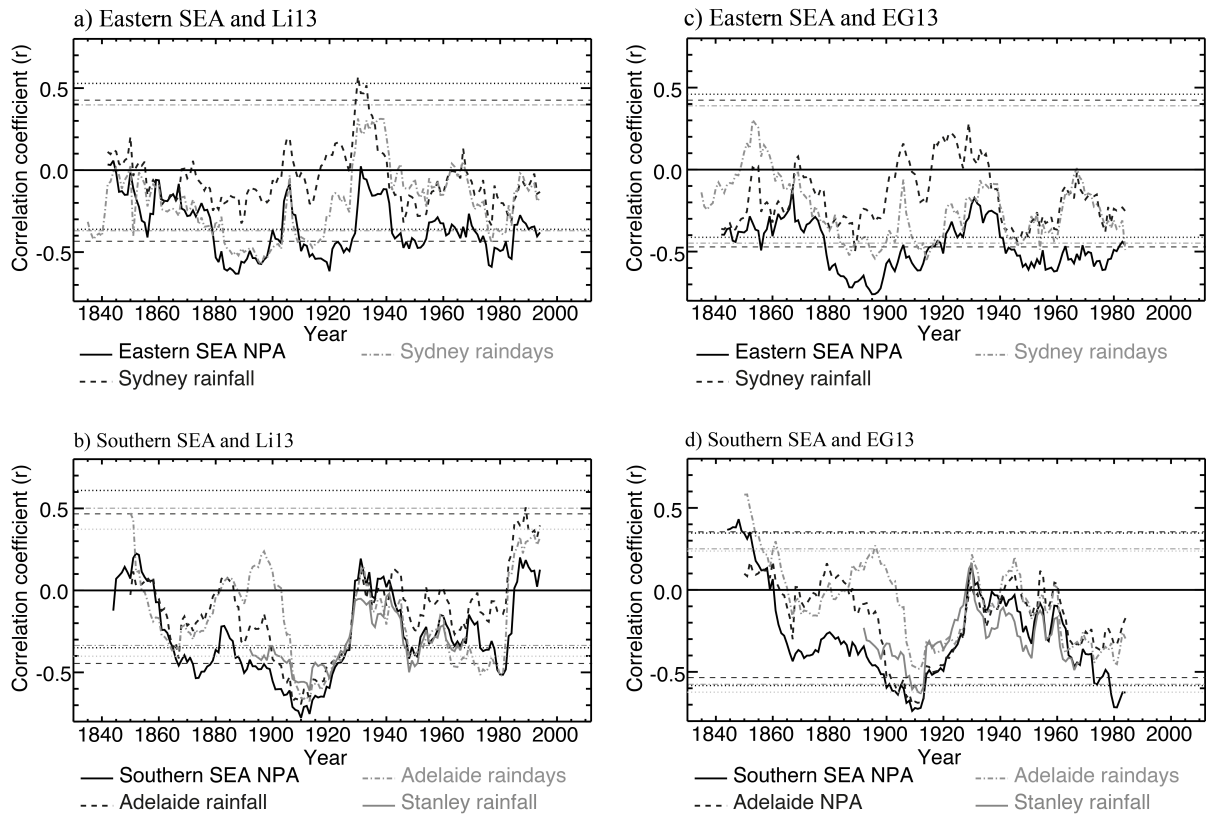 a) Eastern SEA and Li13
Correlation coefficient (r)
0.5
0.0
-0.5
1840 1860 1880 1900 1920 1940 1960 1980 2000
Year
Eastern SEA NPA
Sydney raindays
Sydney rainfall
c) Eastern SEA and EG13
Correlation coefficient (r)
0.5
0.0
-0.5
1840 1860 1880 1900 1920 1940 1960 1980 2000
Year
Eastern SEA NPA
Sydney raindays
Sydney rainfall
b) Southern SEA and Li13
Correlation coefficient (r)
0.5
0.0
-0.5
1840 1860 1880 1900 1920 1940 1960 1980 2000
Year
Southern SEA NPA
Adelaide raindays
Adelaide rainfall
Stanley rainfall
d) Southern SEA and EG13
Correlation coefficient (r)
0.5
0.0
-0.5
1840 1860 1880 1900 1920 1940 1960 1980 2000
Year
Southern SEA NPA
Adelaide raindays
Adelaide NPA
Stanley rainfall